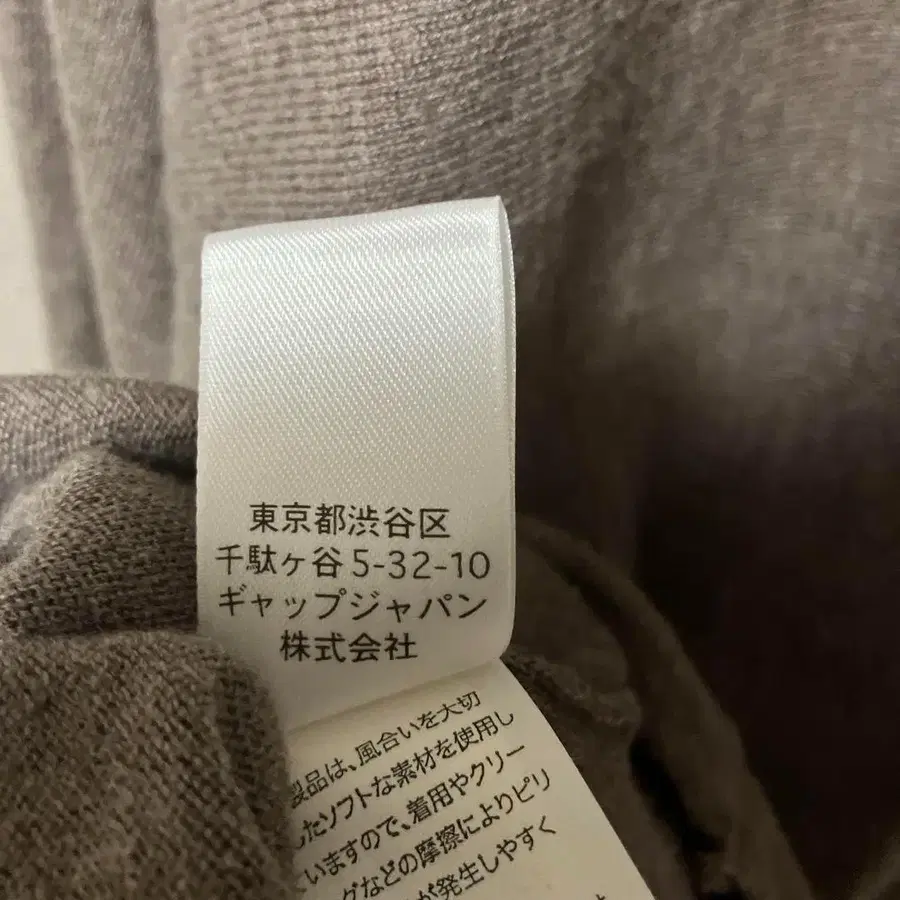 東京都渋谷区
千駄ヶ谷5-32-10
ギャップジャパン
株式会社
製品は、風合いを大切
したソフトな素材を使用し
いますので、着用やクリー
グなどの摩擦によりピリ
が発生しやすく